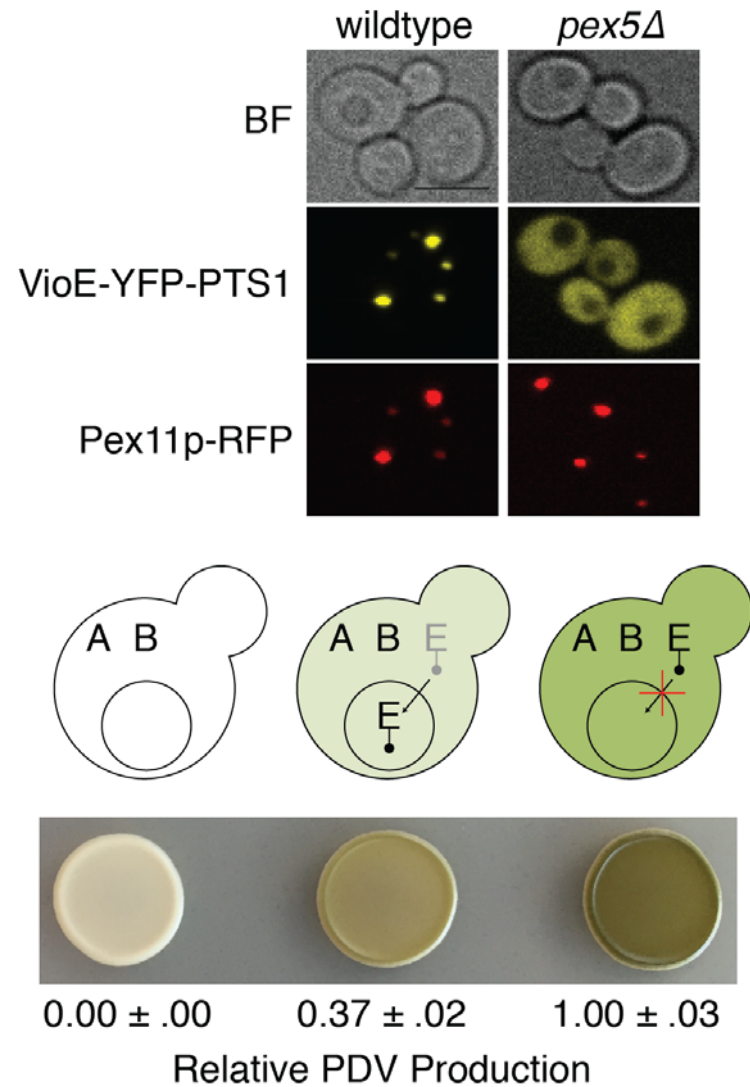 wildtype pex5Δ
BF
VioE-YFP-PTS1
Pex11p-RFP
A B
A B E
E
A B E
0.00 ± .00 0.37 ± .02 1.00 ± .03
Relative PDV Production